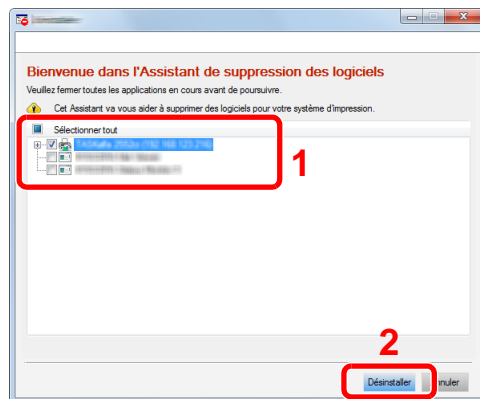 Bienvenue dans l'Assistant de suppression des logiciels
Veuillez fermer toutes les applications en cours avant de poursuivre.
Cet Assistant va vous aider à supprimer des logiciels pour votre système d'impression.
Sélectionner tout
1
2
Désinstaller
nnuler